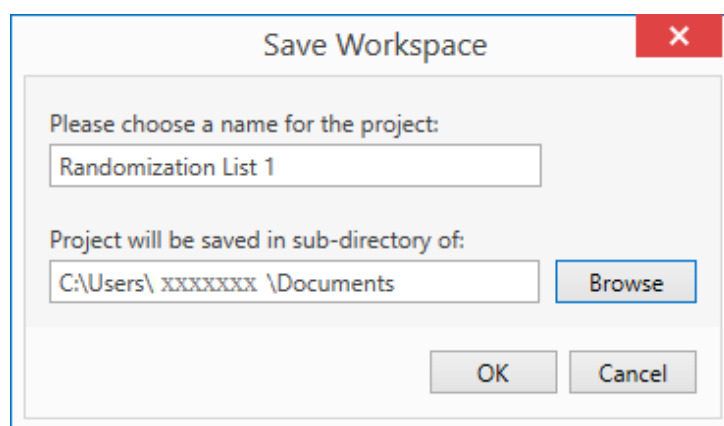 Save Workspace
Please choose a name for the project:
Randomization List 1
Project will be saved in sub-directory of:
C:\Users\ XXXXXXX \Documents
Browse
OK
Cancel